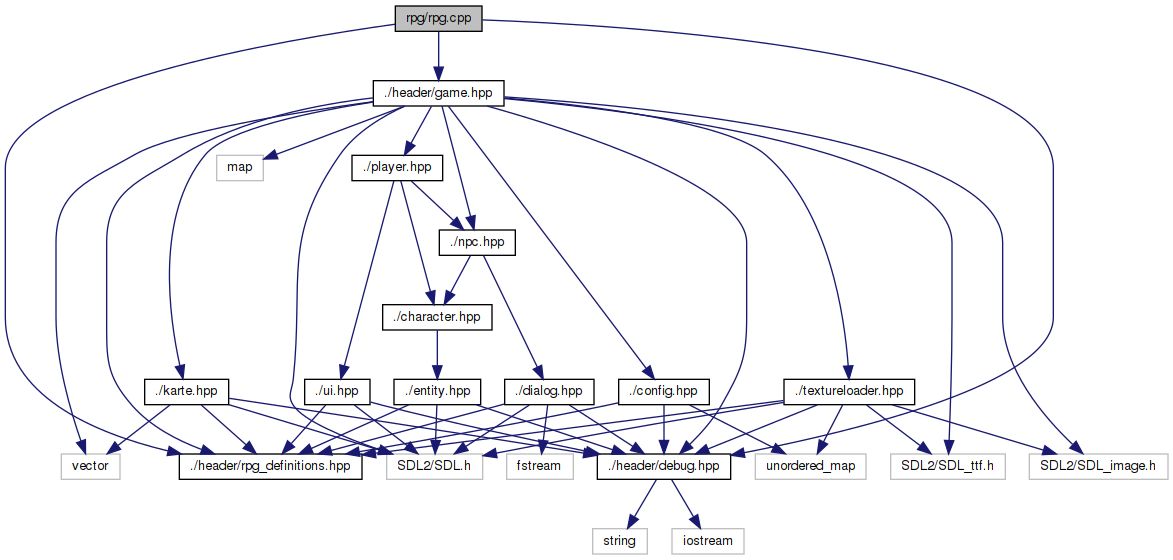 rpg/rpg.cpp
./header/game.hpp
map
./player.hpp
./npc.hpp
./character.hpp
./karte.hpp
./ui.hpp
./entity.hpp
./dialog.hpp
./config.hpp
./textureloader.hpp
vector
./header/rpg_definitions.hpp
SDL2/SDL.h
fstream
./header/debug.hpp
unordered_map
SDL2/SDL_ttf.h
SDL2/SDL_image.h
string
iostream